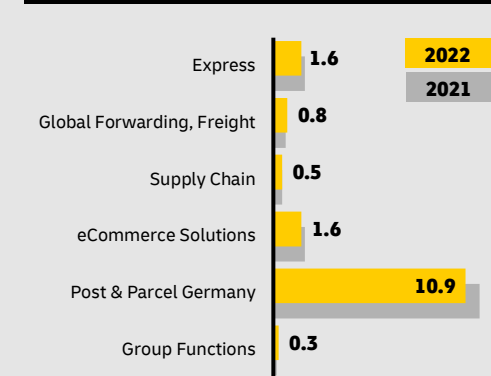 2022
2021
Express 1.6
Global Forwarding, Freight 0.8
Supply Chain 0.5
eCommerce Solutions 1.6
Post & Parcel Germany 10.9
Group Functions 0.3